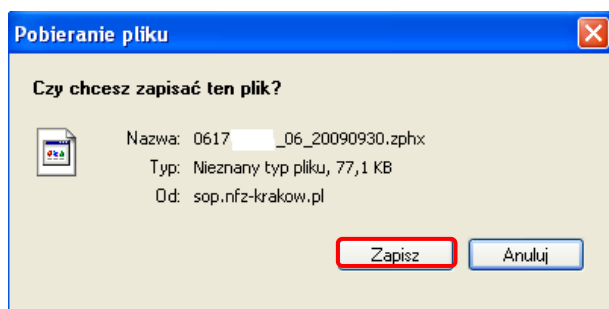 Pobieranie pliku
Czy chcesz zapisać ten plik?
Nazwa: 0617 _06_20090930.zphx
Typ: Nieznany typ pliku, 77,1 KB
Od: sop.nfz-krakow.pl
Zapisz Anuluj